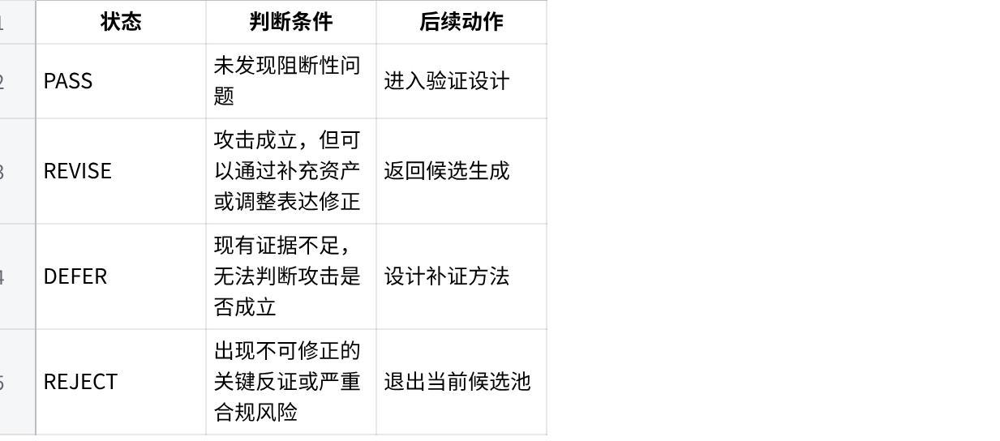 状态 判断条件 后续动作
PASS 未发现阻断性问题 进入验证设计
REVISE 攻击成立，但可以通过补充资产或调整表达修正 返回候选生成
DEFER 现有证据不足，无法判断攻击是否成立 设计补证方法
REJECT 出现不可修正的关键反证或严重合规风险 退出当前候选池